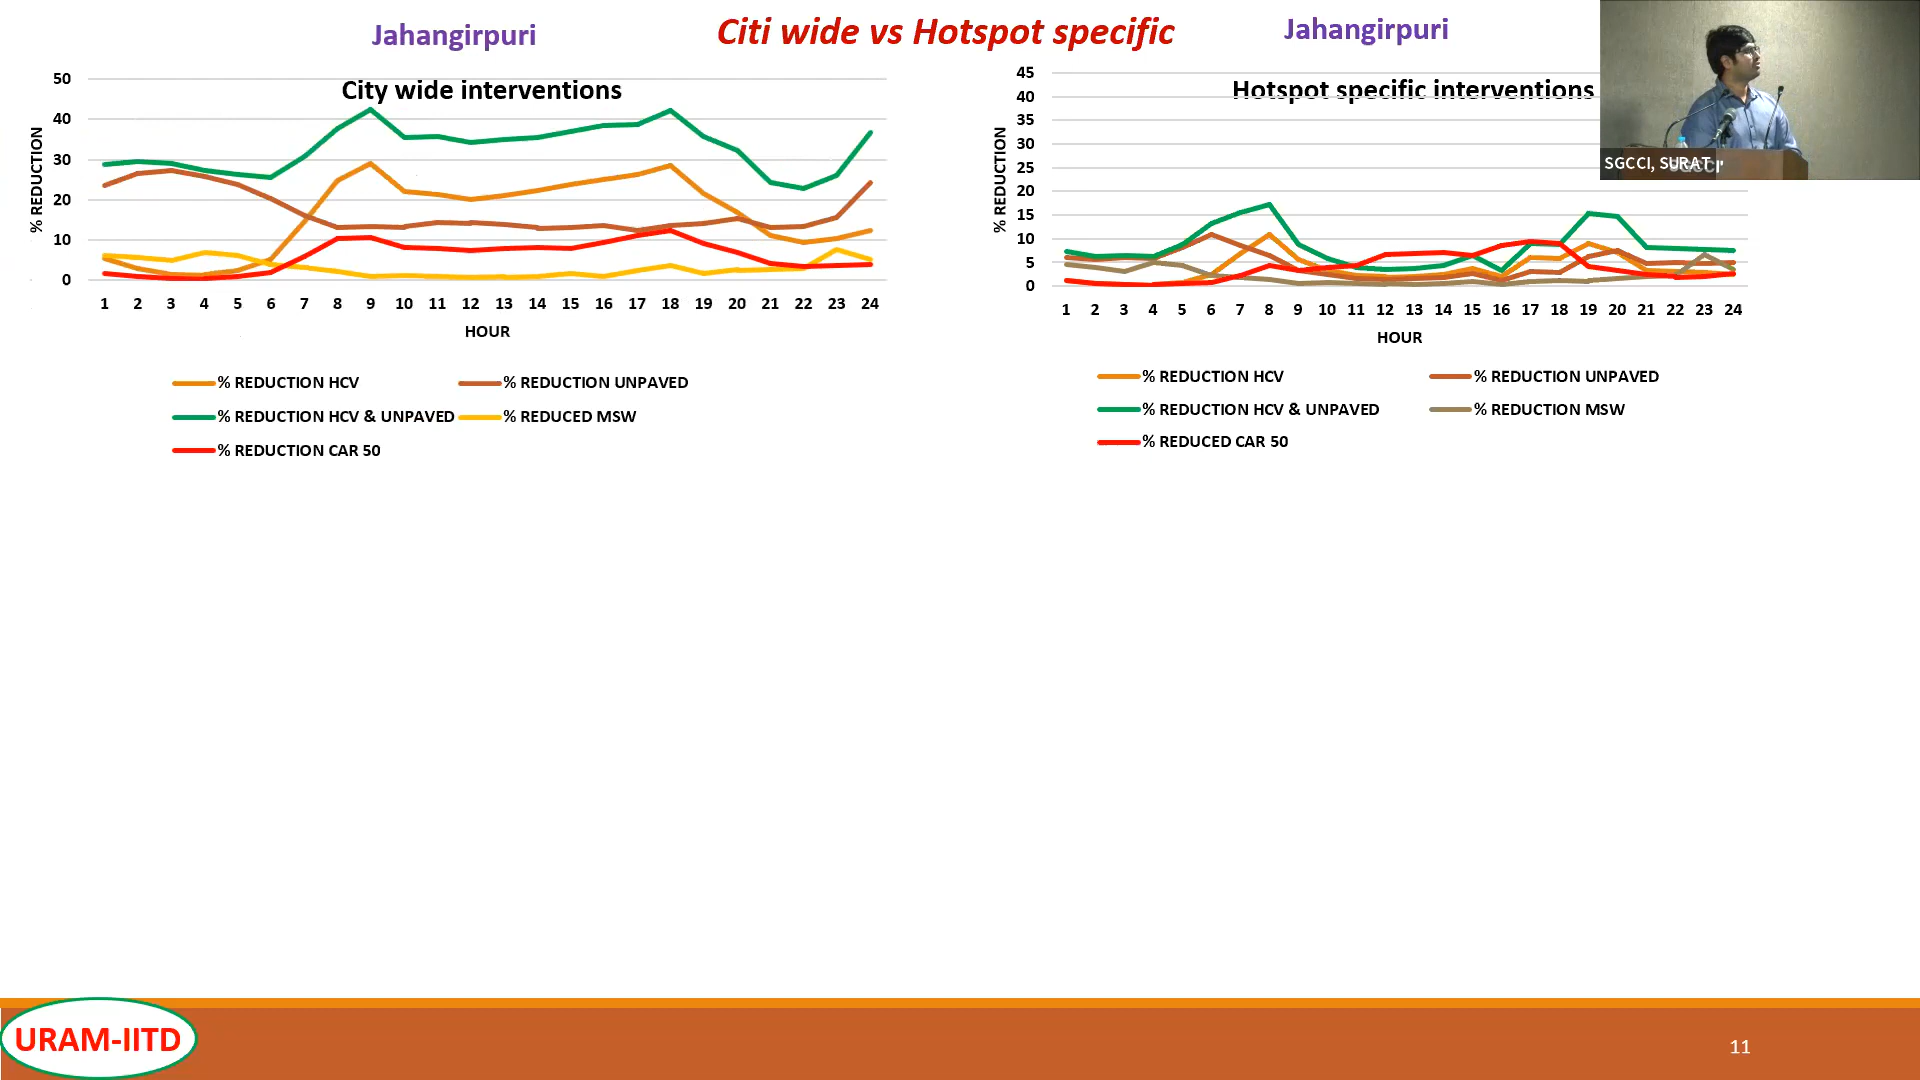 Jahangirpuri
Citi wide vs Hotspot specific
Jahangirpuri
City wide interventions
% REDUCTION
50
40
30
20
10
0
1 2 3 4 5 6 7 8 9 10 11 12 13 14 15 16 17 18 19 20 21 22 23 24
HOUR
% REDUCTION HCV
% REDUCTION UNPAVED
% REDUCTION HCV & UNPAVED
% REDUCED MSW
% REDUCTION CAR 50
Hotspot specific interventions
% REDUCTION
45
40
35
30
25
20
15
10
5
0
1 2 3 4 5 6 7 8 9 10 11 12 13 14 15 16 17 18 19 20 21 22 23 24
HOUR
% REDUCTION HCV
% REDUCTION UNPAVED
% REDUCTION HCV & UNPAVED
% REDUCTION MSW
% REDUCED CAR 50
SGCCI, SURAT
SGCCI
URAM-IITD
11